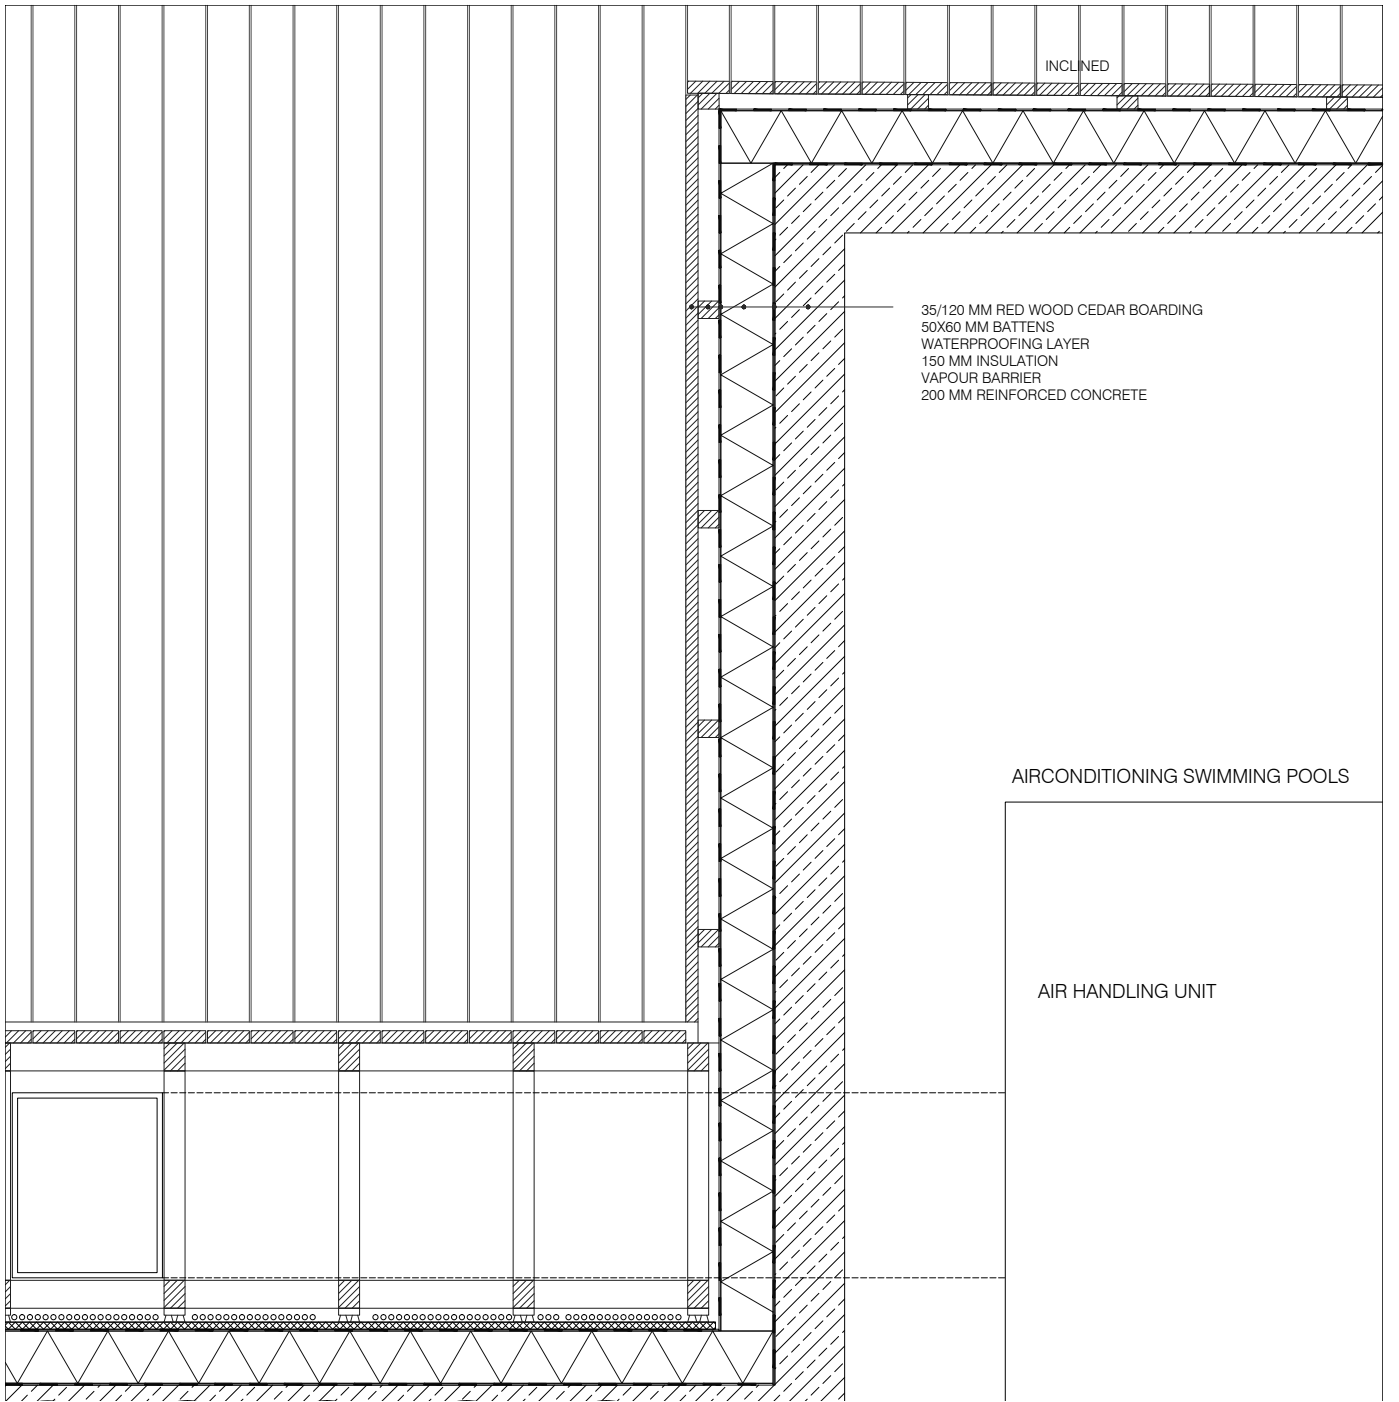 INCLINED
35/120 MM RED WOOD CEDAR BOARDING
50X60 MM BATTENS
WATERPROOFING LAYER
150 MM INSULATION
VAPOUR BARRIER
200 MM REINFORCED CONCRETE
AIRCONDITIONING SWIMMING POOLS
AIR HANDLING UNIT